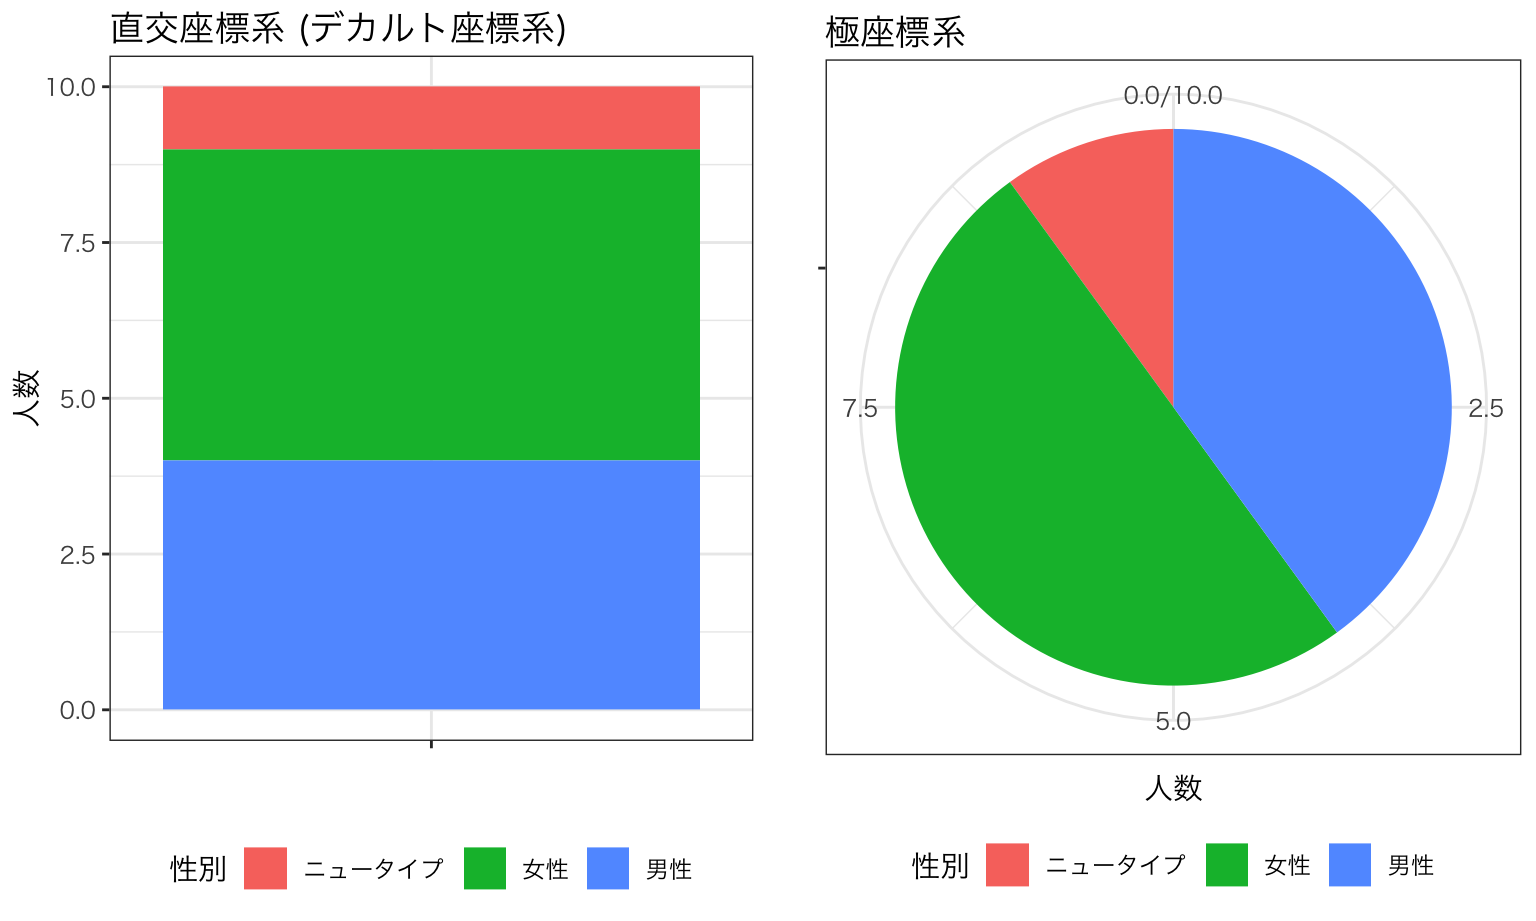 直交座標系 (デカルト座標系)
10.0
7.5
5.0
2.5
0.0
人数
性別 ニュータイプ 女性 男性
極座標系
0.0/10.0
7.5
2.5
5.0
人数
性別 ニュータイプ 女性 男性